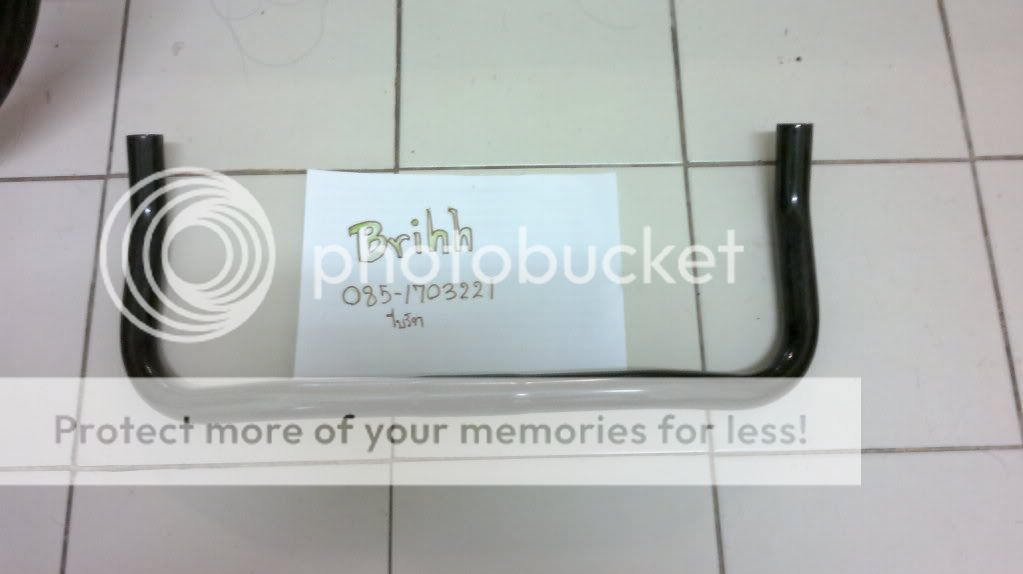 Brihh
photobucket
085-1703221
ไบร์ท
Protect more of your memories for less!